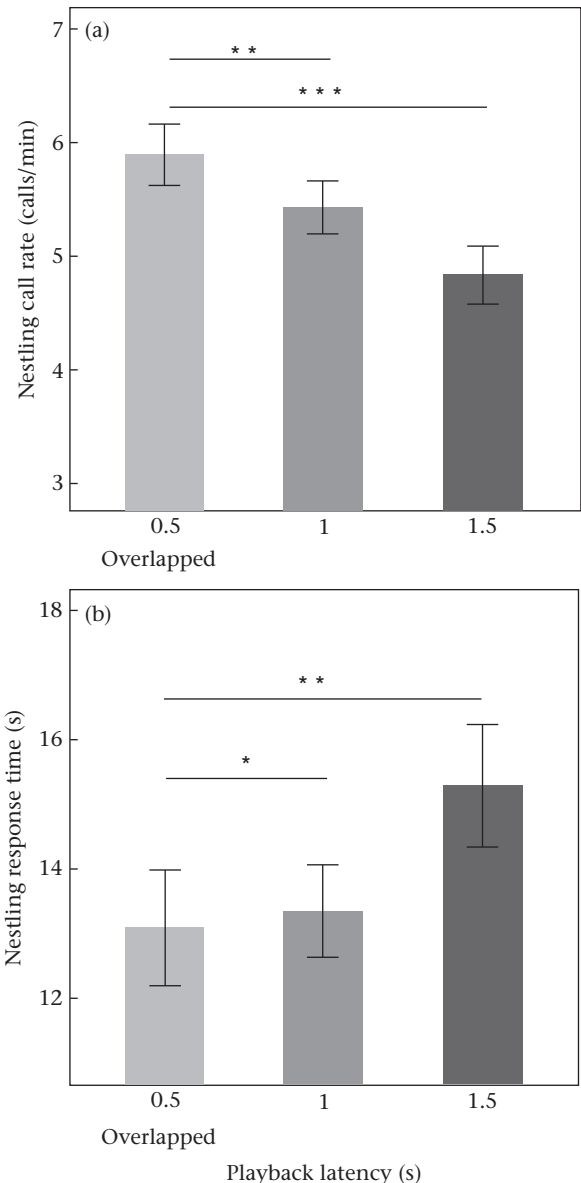 (a)
* *
* * *
7
6
5
4
3
Nestling call rate (calls/min)
0.5
1
1.5
Overlapped
(b)
* *
*
18
16
14
12
Nestling response time (s)
0.5
1
1.5
Overlapped
Playback latency (s)